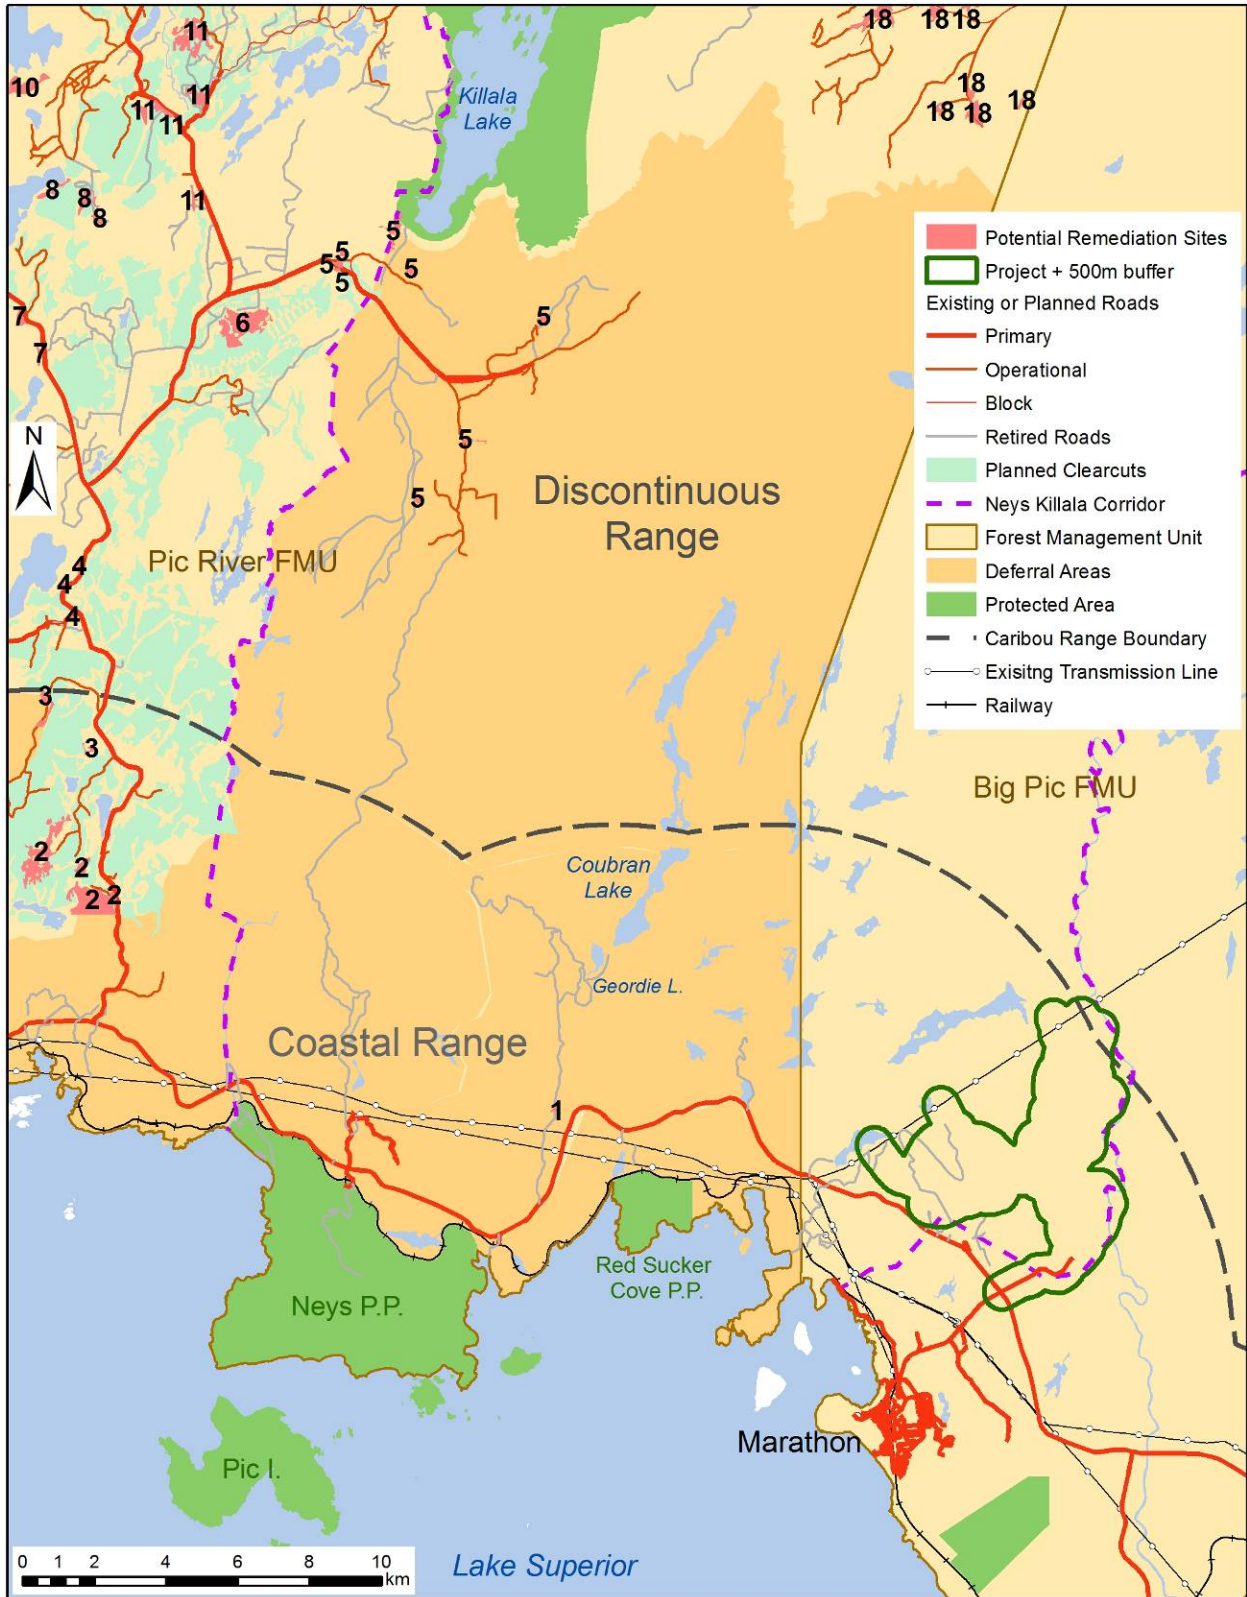 11
18
18
18
10
11
11
11
Killala
Lake
18
18
18
18
8
8
8
11
5
5
5
5
5
7
6
5
7
5
5
N
Potential Remediation Sites
Project + 500m buffer
Existing or Planned Roads
Primary
Operational
Block
Retired Roads
Planned Clearcuts
Neys Killala Corridor
Forest Management Unit
Deferral Areas
Protected Area
Caribou Range Boundary
Exisitng Transmission Line
Railway
Discontinuous
Range
Pic River FMU
4
4
4
3
3
Big Pic FMU
2
2
2
2
Coubran
Lake
Geordie L.
Coastal Range
1
Red Sucker
Cove P.P.
Neys P.P.
Marathon
Pic I.
Lake Superior
0 1 2 4 6 8 10
km